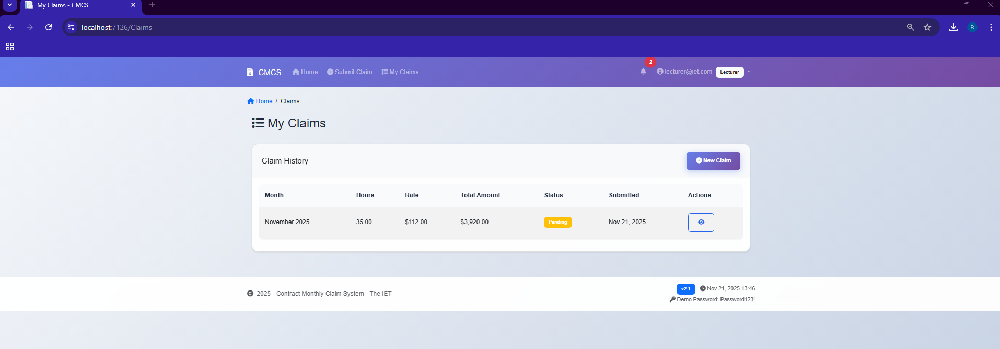 My Claims - CMCS
localhost:7126/Claims
R
CMCS Home Submit Claim My Claims 2 lecturer@iet.com Lecturer
Home / Claims
My Claims
Claim History New Claim
Month Hours Rate Total Amount Status Submitted Actions
November 2025 35.00 $112.00 $3,920.00 Pending Nov 21, 2025
2025 - Contract Monthly Claim System - The IET
v2.1 Nov 21, 2025 13:46
Demo Password: Password123!